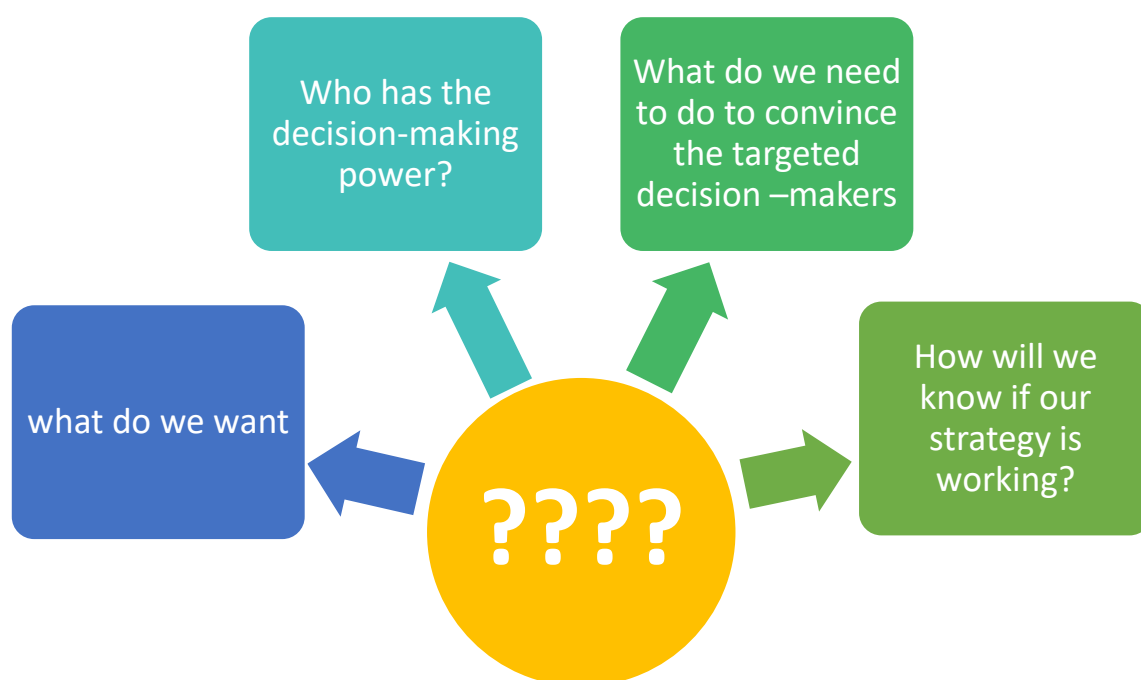 Who has the
decision-making
power?
What do we need
to do to convince
the targeted
decision –makers
what do we want
How will we
know if our
strategy is
working?
????